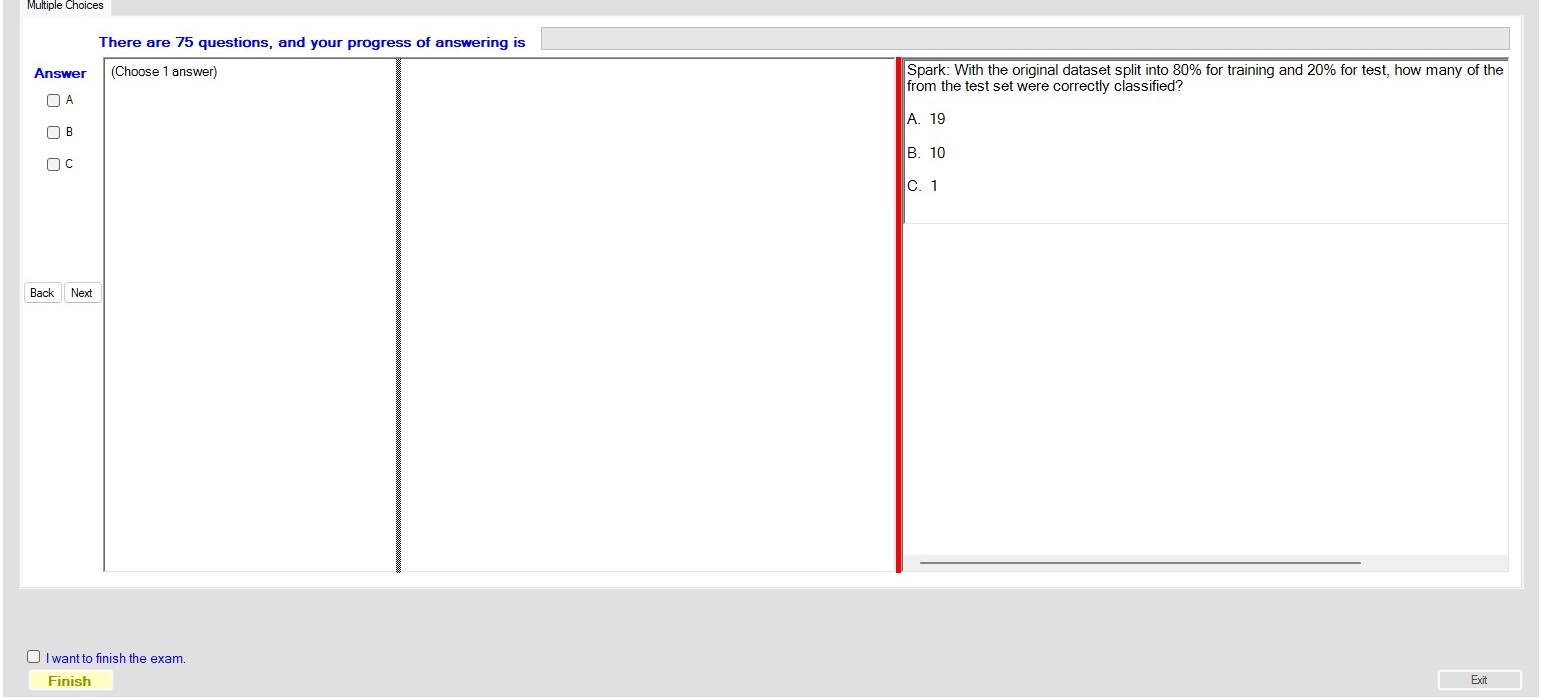 Multiple Choices
There are 75 questions, and your progress of answering is
Answer
(Choose 1 answer)
A
B
C
Back
Next
Spark: With the original dataset split into 80% for training and 20% for test, how many of the
from the test set were correctly classified?
A. 19
B. 10
C. 1
I want to finish the exam.
Finish
Exit